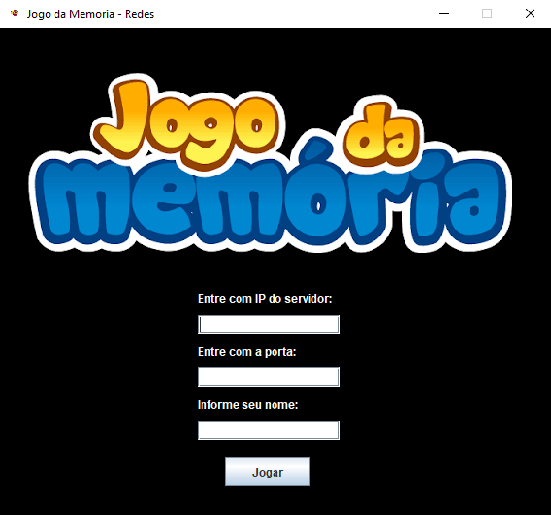 Jogo da Memoria - Redes
Jogo da
memória
Entre com IP do servidor:
Entre com a porta:
Informe seu nome:
Jogar